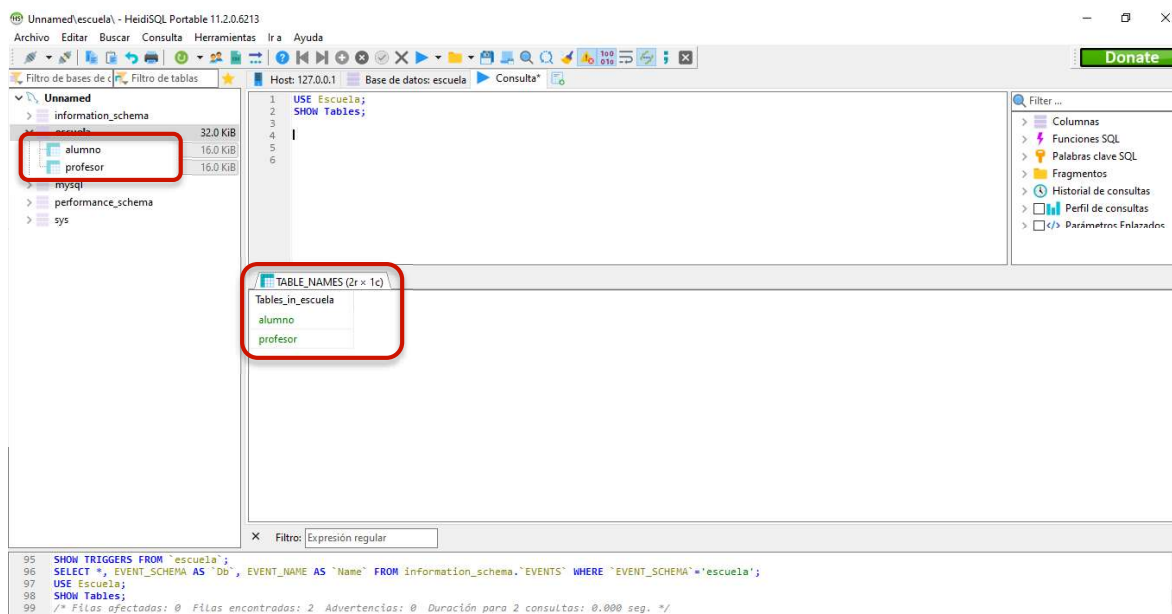 Unnamed\escuela\ - HeidiSQL Portable 11.2.0.6213
Archivo Editar Buscar Consulta Herramientas Ir a Ayuda
Donate
Filtro de bases de d Filtro de tablas
Host: 127.0.0.1 Base de datos: escuela Consulta*
Unnamed
information_schema
escuela 32.0 KiB
alumno 16.0 KiB
profesor 16.0 KiB
mysql
performance_schema
sys
1 USE Escuela;
2 SHOW Tables;
3
4
5
6
Filter ...
Columnas
Funciones SQL
Palabras clave SQL
Fragmentos
Historial de consultas
Perfil de consultas
Parámetros Enlazados
TABLE_NAMES (2r × 1c)
Tables_in_escuela
alumno
profesor
Filtro: Expresión regular
95 SHOW TRIGGERS FROM `escuela`;
96 SELECT *, EVENT_SCHEMA AS `Db`, EVENT_NAME AS `Name` FROM information_schema.`EVENTS` WHERE `EVENT_SCHEMA`='escuela';
97 USE Escuela;
98 SHOW Tables;
99 /* Filas afectadas: 0 Filas encontradas: 2 Advertencias: 0 Duración para 2 consultas: 0.000 seg. */